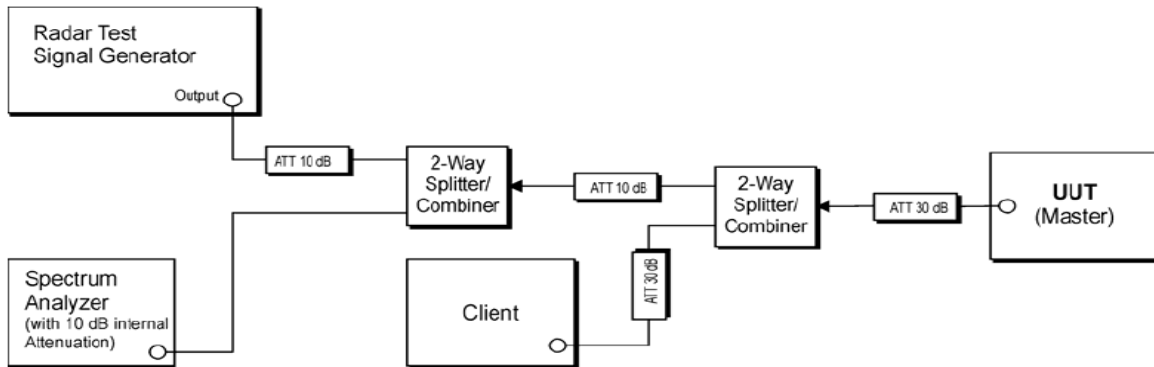 Radar Test
Signal Generator
Output
ATT 10 dB
2-Way
Splitter/
Combiner
ATT 10 dB
2-Way
Splitter/
Combiner
ATT 30 dB
UUT
(Master)
Spectrum
Analyzer
(with 10 dB internal
Attenuation)
Client
ATT 30 dB